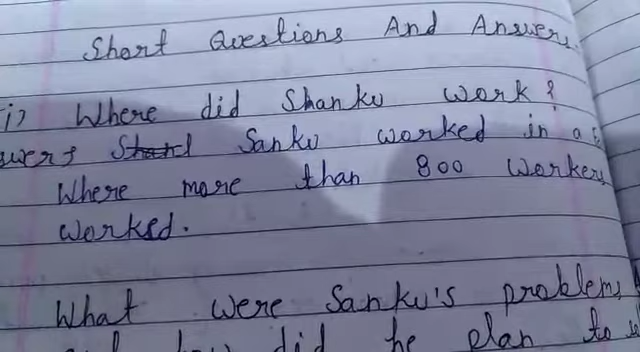 Short Questions And Answers
i) Where did Shanku work?
Sanku worked in a
Where more than 800 workers
worked.
What were Sanku's problems
how did he plan to